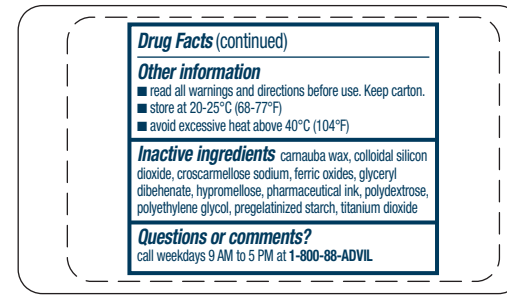 Drug Facts (continued)
Other information
■ read all warnings and directions before use. Keep carton.
■ store at 20-25°C (68-77°F)
■ avoid excessive heat above 40°C (104°F)
Inactive ingredients carnauba wax, colloidal silicon
dioxide, croscarmellose sodium, ferric oxides, glyceryl
dibehenate, hypromellose, pharmaceutical ink, polydextrose,
polyethylene glycol, pregelatinized starch, titanium dioxide
Questions or comments?
call weekdays 9 AM to 5 PM at 1-800-88-ADVIL